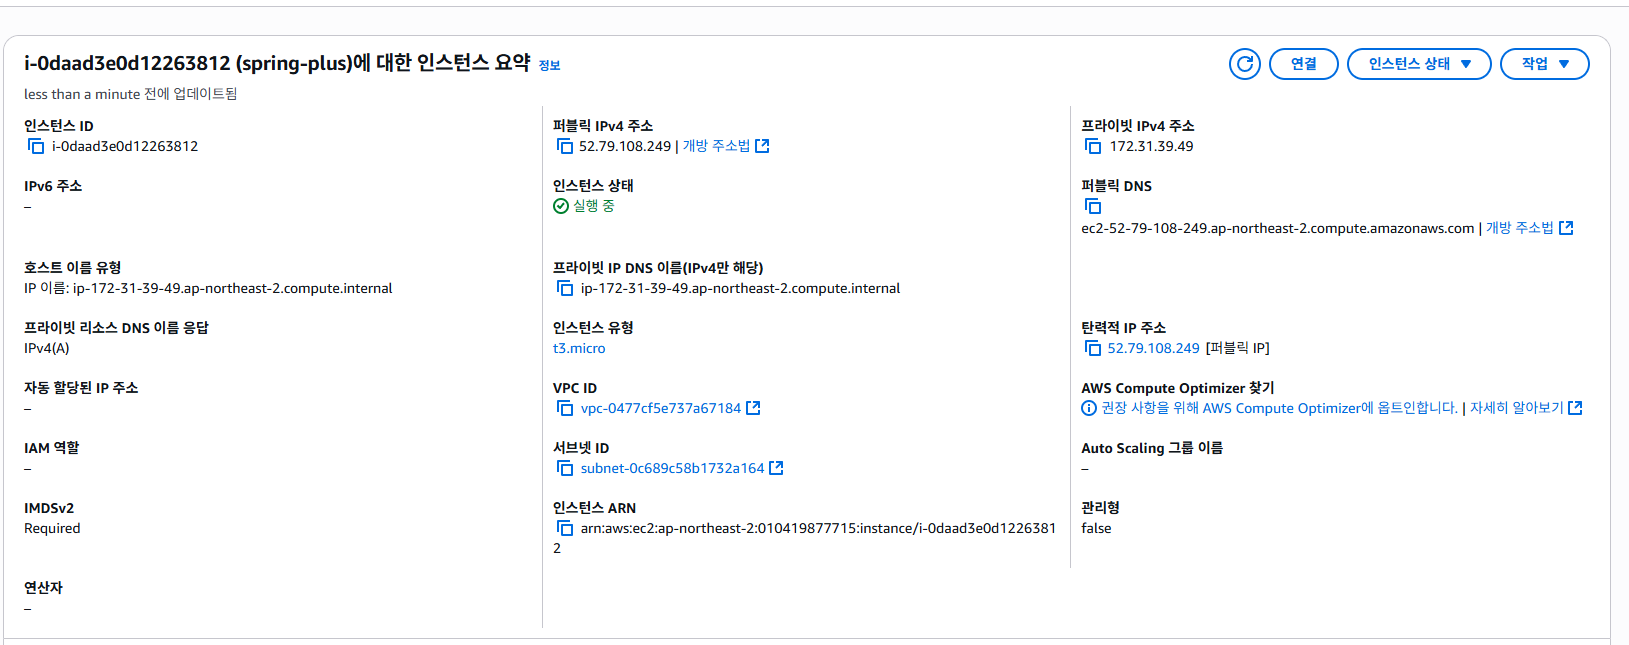 i-0daad3e0d12263812 (spring-plus)에 대한 인스턴스 요약 정보
연결
인스턴스 상태
작업
less than a minute 전에 업데이트됨
인스턴스 ID
i-0daad3e0d12263812
퍼블릭 IPv4 주소
52.79.108.249 | 개방 주소법
프라이빗 IPv4 주소
172.31.39.49
IPv6 주소
–
인스턴스 상태
실행 중
퍼블릭 DNS
ec2-52-79-108-249.ap-northeast-2.compute.amazonaws.com | 개방 주소법
호스트 이름 유형
IP 이름: ip-172-31-39-49.ap-northeast-2.compute.internal
프라이빗 IP DNS 이름(IPv4만 해당)
ip-172-31-39-49.ap-northeast-2.compute.internal
프라이빗 리소스 DNS 이름 응답
IPv4(A)
인스턴스 유형
t3.micro
탄력적 IP 주소
52.79.108.249 [퍼블릭 IP]
자동 할당된 IP 주소
–
VPC ID
vpc-0477cf5e737a67184
AWS Compute Optimizer 찾기
권장 사항을 위해 AWS Compute Optimizer에 옵트인합니다. | 자세히 알아보기
IAM 역할
–
서브넷 ID
subnet-0c689c58b1732a164
Auto Scaling 그룹 이름
–
IMDSv2
Required
인스턴스 ARN
arn:aws:ec2:ap-northeast-2:010419877715:instance/i-0daad3e0d1226381
2
관리형
false
연산자
–